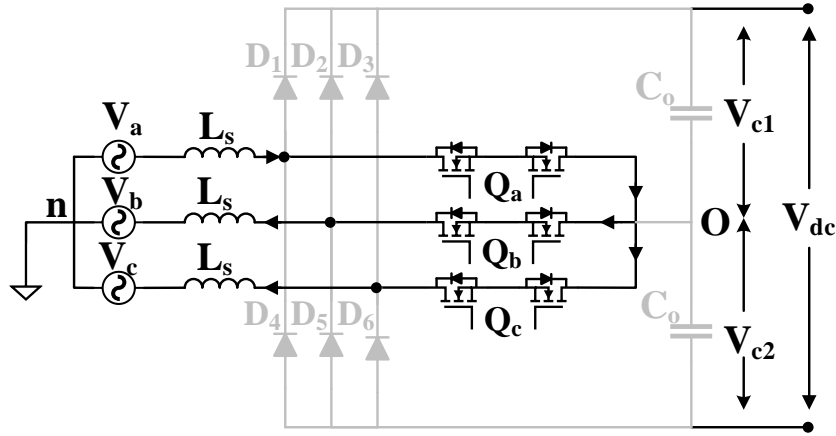 D1 D2 D3
Va
Ls
Co
Vc1
Qa
n
Vb
Ls
O
Vdc
Qb
Vc
Ls
D4 D5 D6
Qc
Co
Vc2